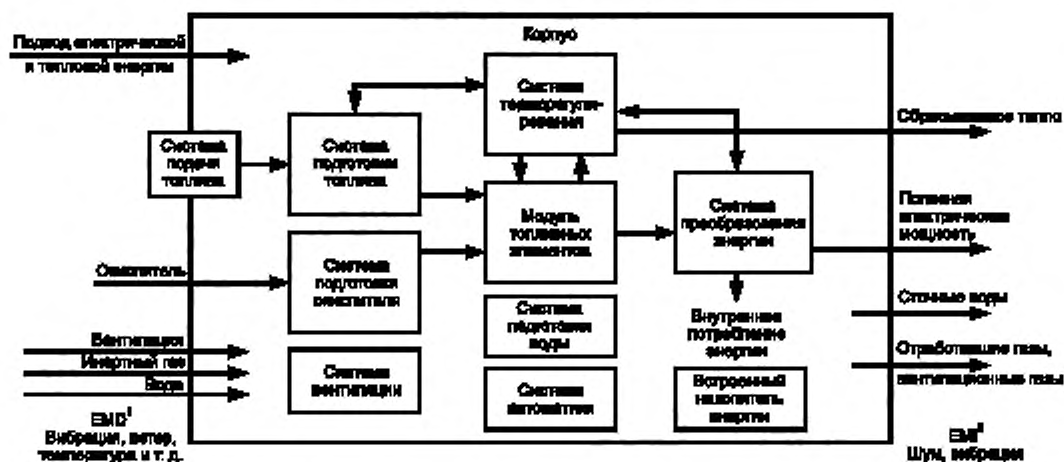 Корпус
Подвод электрической
и тепловой энергии
Система
терморегули-
рования
Сбрасываемое тепло
Система
подачи
топлива
Система
подготовки
топлива
Модуль
топливных
элементов
Система
преобразования
энергии
Полезная
электрическая
мощность
Окислитель
Система
подготовки
окислителя
Система
подготовки
воды
Внутреннее
потребление
энергии
Сточные воды
Вентиляция
Инертный газ
Вода
Система
вентиляции
Система
автоматики
Встроенный
накопитель
энергии
Отработавшие газы,
вентиляционные газы
EMD
Вибрация, ветер,
температура и т. д.
EMI
Шум, вибрация